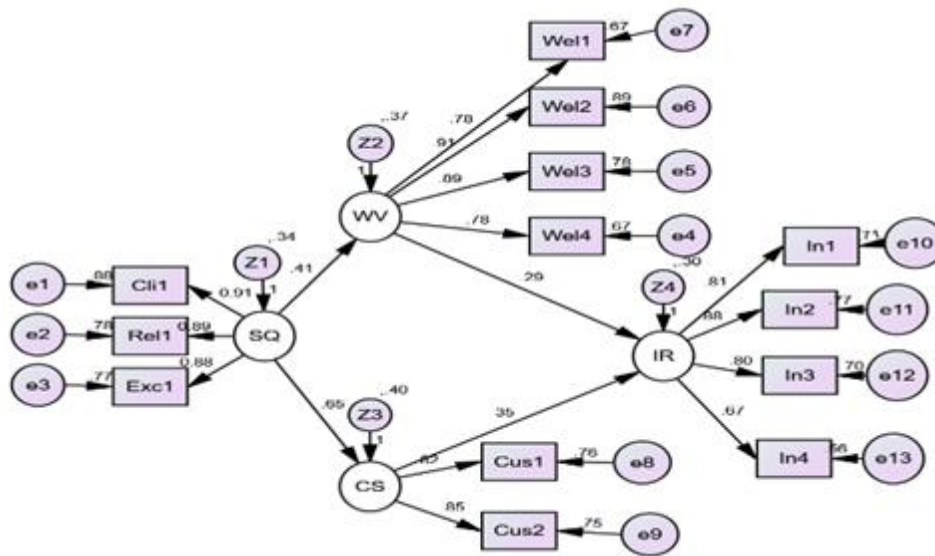 Wel1
.67
e7
Wel2
.89
e6
,.37
Z2
1
.78
.91
.89
.78
Wel3
.78
e5
WV
Wel4
.67
e4
,.34
Z1
1
.41
.29
In1
.71
e10
e1
.88
Cli1
0.91
,.30
Z4
1
.81
.88
.80
.67
In2
.77
e11
e2
.78
Rel1
0.89
SQ
IR
e3
.77
Exc1
0.88
In3
.70
e12
.65
,.40
Z3
1
.35
In4
e13
Cus1
.76
e8
CS
.85
Cus2
.75
e9